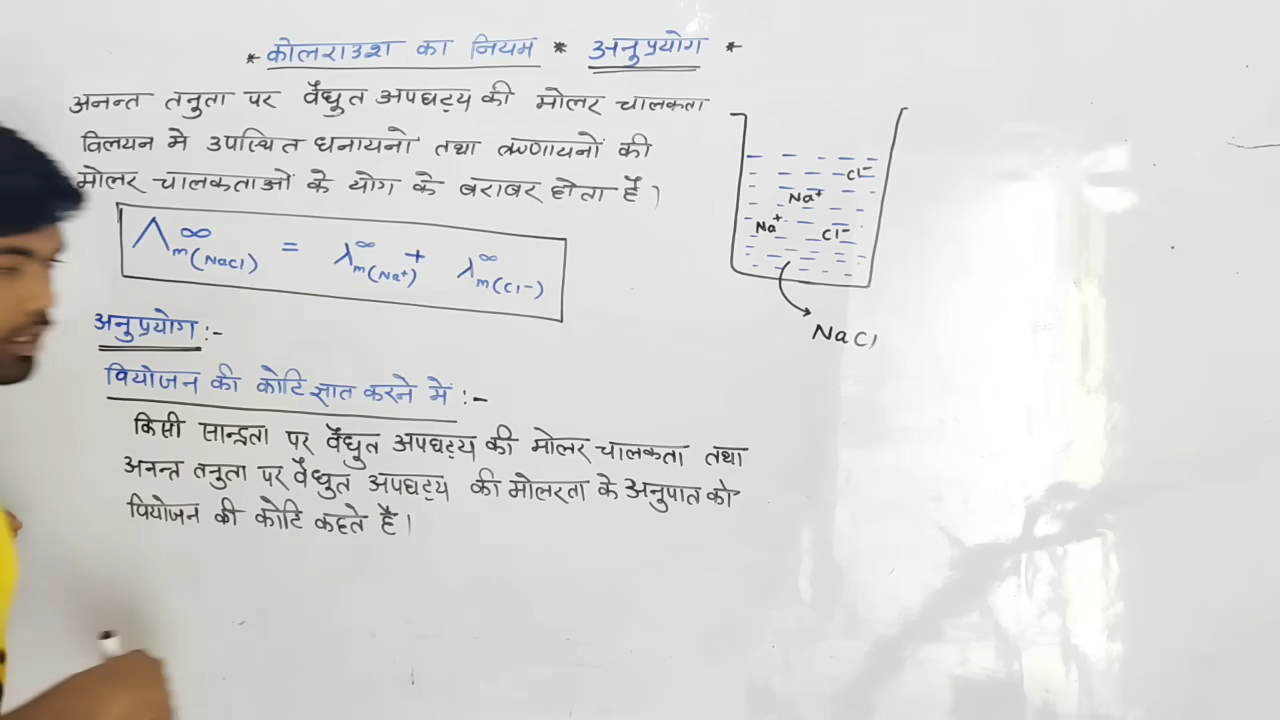 * कोलराउश का नियम * अनुप्रयोग *
अनन्त तनुता पर वैद्युत अपघट्य की मोलर चालकता
विलयन मे उपस्थित धनायनो तथा ऋणायनों की
मोलर चालकताओं के योग के बराबर होता है।
Λ∞m(NaCl) = λ∞m(Na+) + λ∞m(Cl-)
Cl-
Na+
Na+
Cl-
NaCl
अनुप्रयोग :-
वियोजन की कोटि ज्ञात करने में :-
किसी सान्द्रता पर वैद्युत अपघट्य की मोलर चालकता तथा
अनन्त तनुता पर वैद्युत अपघट्य की मोलरता के अनुपात को
वियोजन की कोटि कहते है।